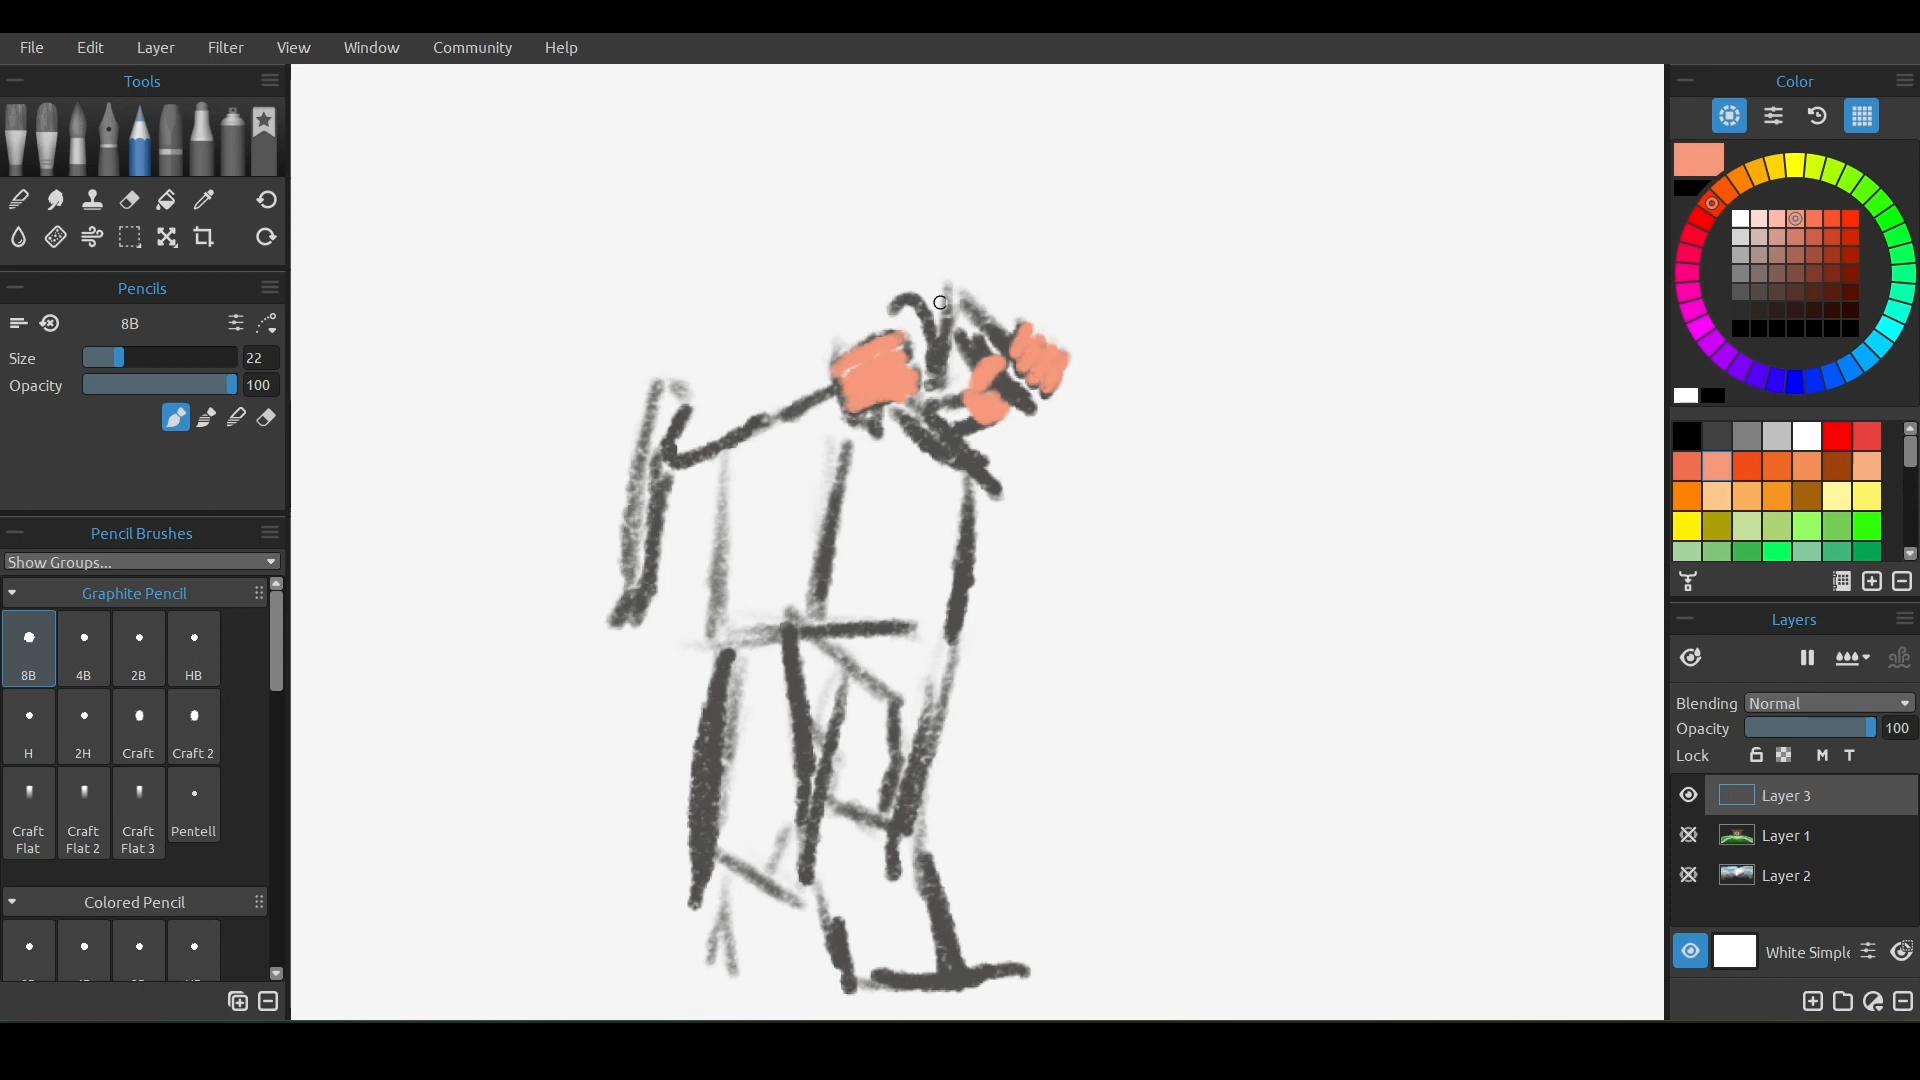 File Edit Layer Filter View Window Community Help
Tools
Pencils
8B
Size 22
Opacity 100
Pencil Brushes
Show Groups...
Graphite Pencil
8B 4B 2B HB
H 2H Craft Craft 2
Craft Flat Craft Flat 2 Craft Flat 3 Pentell
Colored Pencil
Color
Layers
Blending Normal
Opacity 100
Lock M T
Layer 3
Layer 1
Layer 2
White Simple